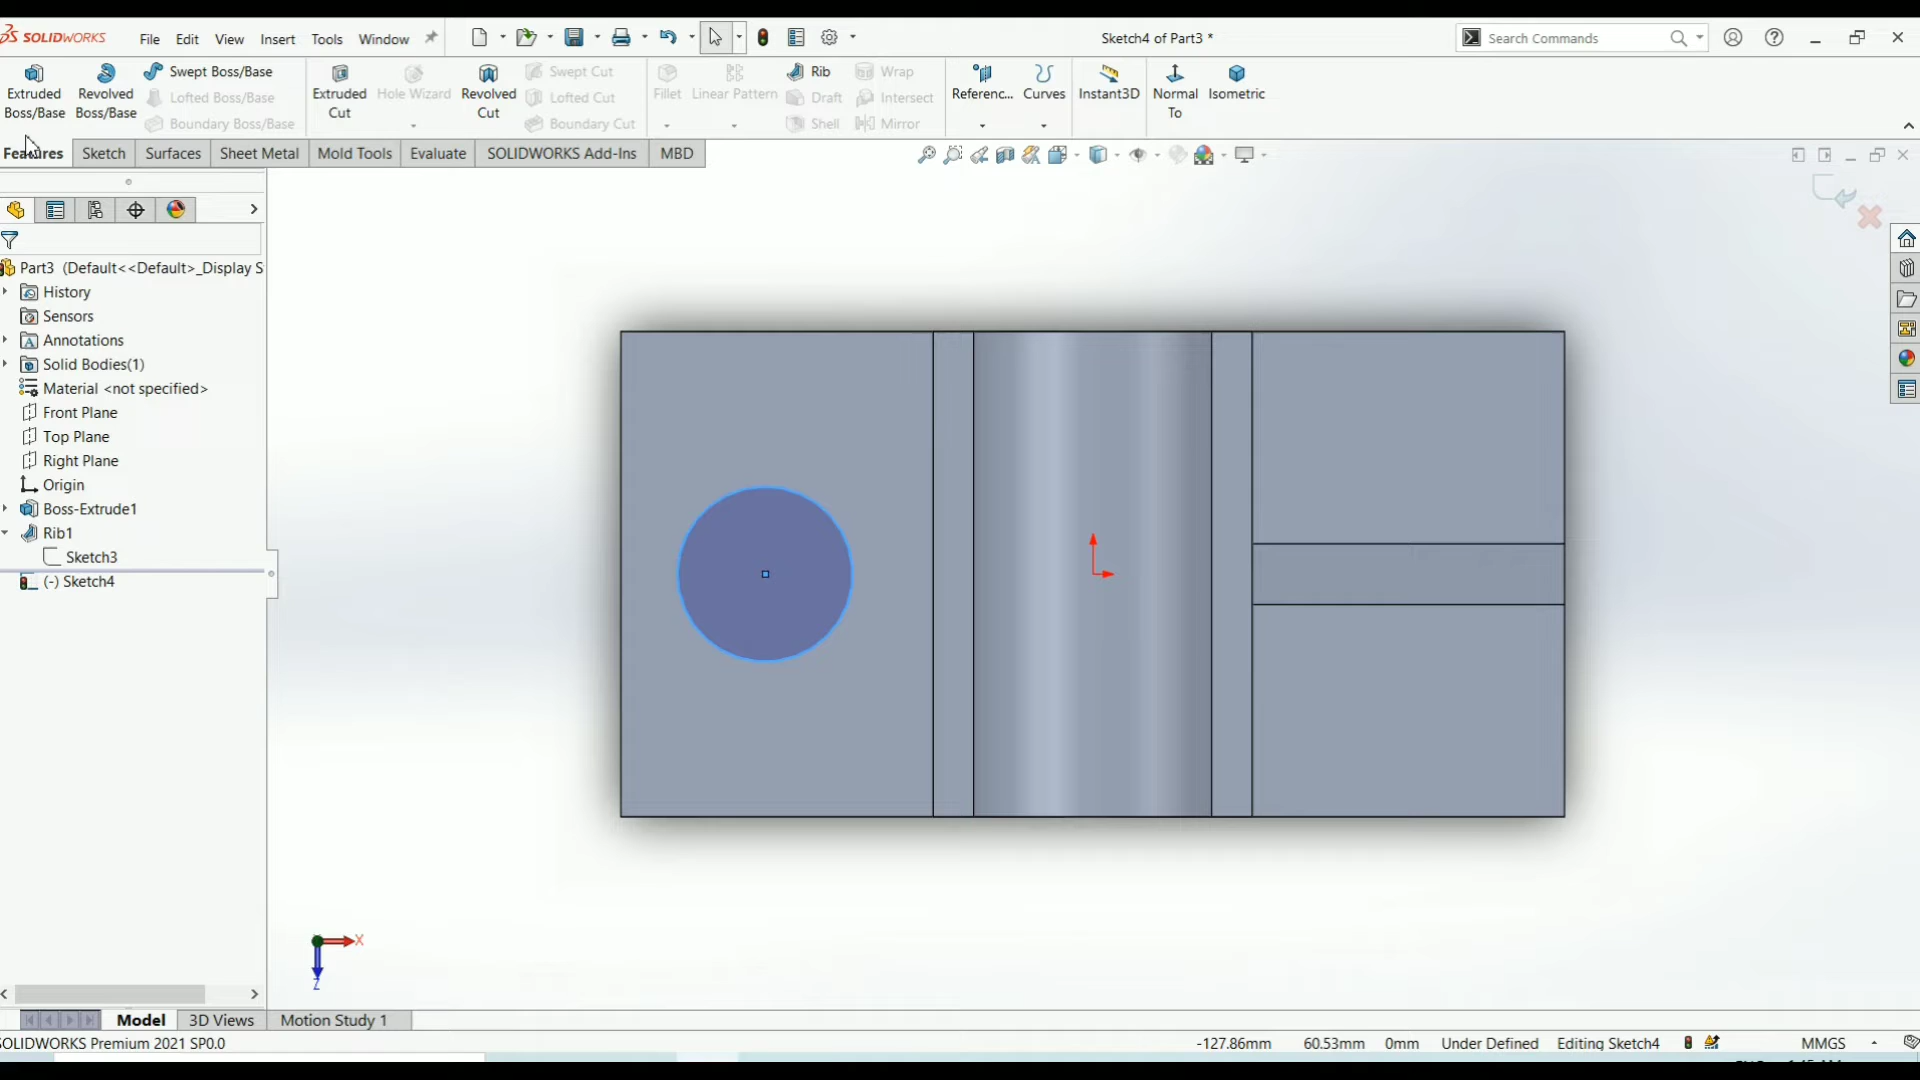 SOLIDWORKS File Edit View Insert Tools Window Sketch4 of Part3 * Search Commands
Extruded Boss/Base
Revolved Boss/Base
Swept Boss/Base
Lofted Boss/Base
Boundary Boss/Base
Extruded Cut
Hole Wizard
Revolved Cut
Swept Cut
Lofted Cut
Boundary Cut
Fillet
Linear Pattern
Rib
Draft
Shell
Wrap
Intersect
Mirror
Referenc...
Curves
Instant3D
Normal To
Isometric
Features Sketch Surfaces Sheet Metal Mold Tools Evaluate SOLIDWORKS Add-Ins MBD
Part3 (Default<<Default>_Display S
History
Sensors
Annotations
Solid Bodies(1)
Material <not specified>
Front Plane
Top Plane
Right Plane
Origin
Boss-Extrude1
Rib1
Sketch3
(-) Sketch4
X
Z
Model 3D Views Motion Study 1
SOLIDWORKS Premium 2021 SP0.0 -127.86mm 60.53mm 0mm Under Defined Editing Sketch4 MMGS